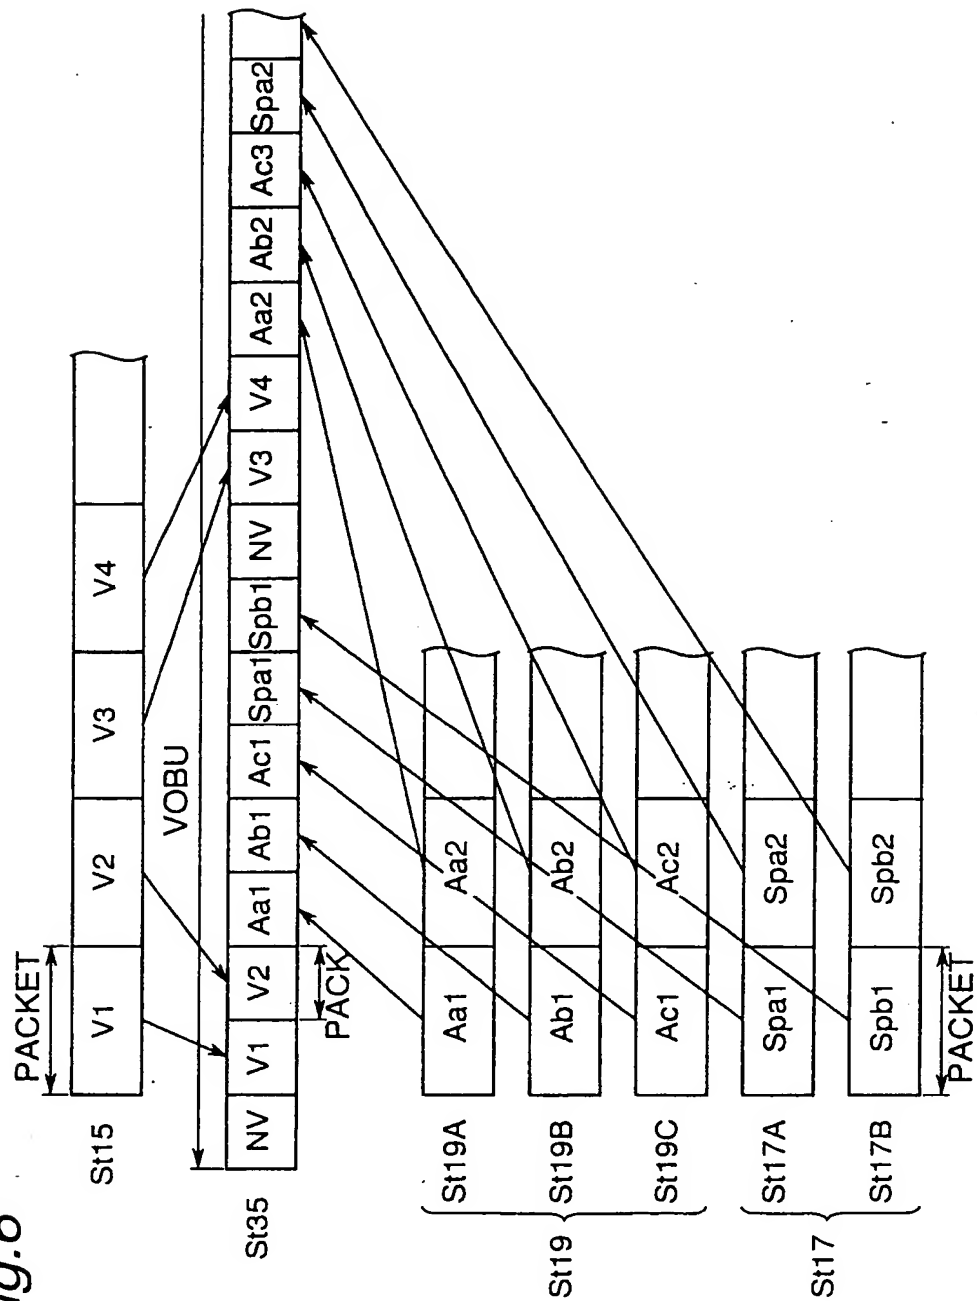 PACKET
St15
V1
V2
V3
V4
VOBU
St35
NV
V1
V2
Aa1
Ab1
Ac1
Spa1
Spb1
NV
V3
V4
Aa2
Ab2
Ac3
Spa2
PACK
St19
St19A
Aa1
Aa2
St19B
Ab1
Ab2
St19C
Ac1
Ac2
St17
St17A
Spa1
Spa2
St17B
Spb1
Spb2
PACKET